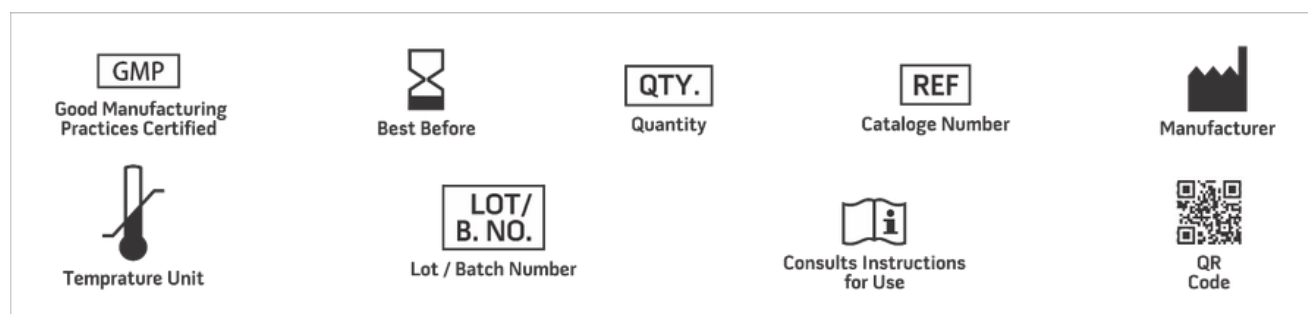 GMP
Good Manufacturing
Practices Certified
Best Before
QTY.
Quantity
REF
Cataloge Number
Manufacturer
Temprature Unit
LOT/
B. NO.
Lot / Batch Number
i
Consults Instructions
for Use
QR
Code